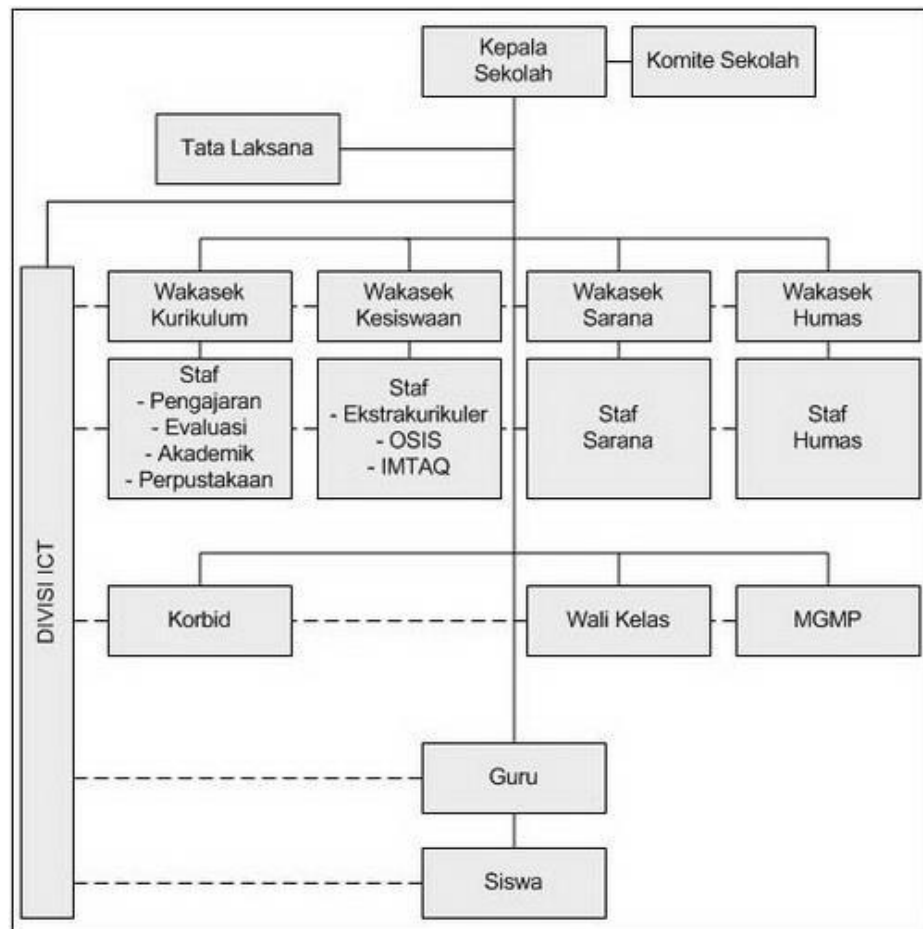 Kepala
Sekolah
Komite Sekolah
Tata Laksana
DIVISI ICT
Wakasek
Kurikulum
Wakasek
Kesiswaan
Wakasek
Sarana
Wakasek
Humas
Staf
- Pengajaran
- Evaluasi
- Akademik
- Perpustakaan
Staf
- Ekstrakurikuler
- OSIS
- IMTAQ
Staf
Sarana
Staf
Humas
Korbid
Wali Kelas
MGMP
Guru
Siswa